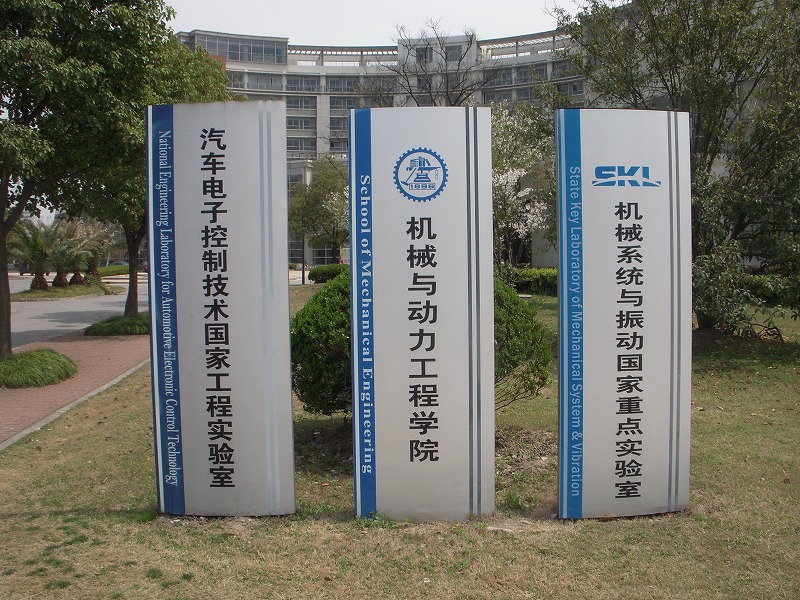 汽车电子控制技术国家工程实验室
National Engineering Laboratory for Automotive Electronic Control Technology
1896
机械与动力工程学院
School of Mechanical Engineering
SKL
机械系统与振动国家重点实验室
State Key Laboratory of Mechanical System & Vibration